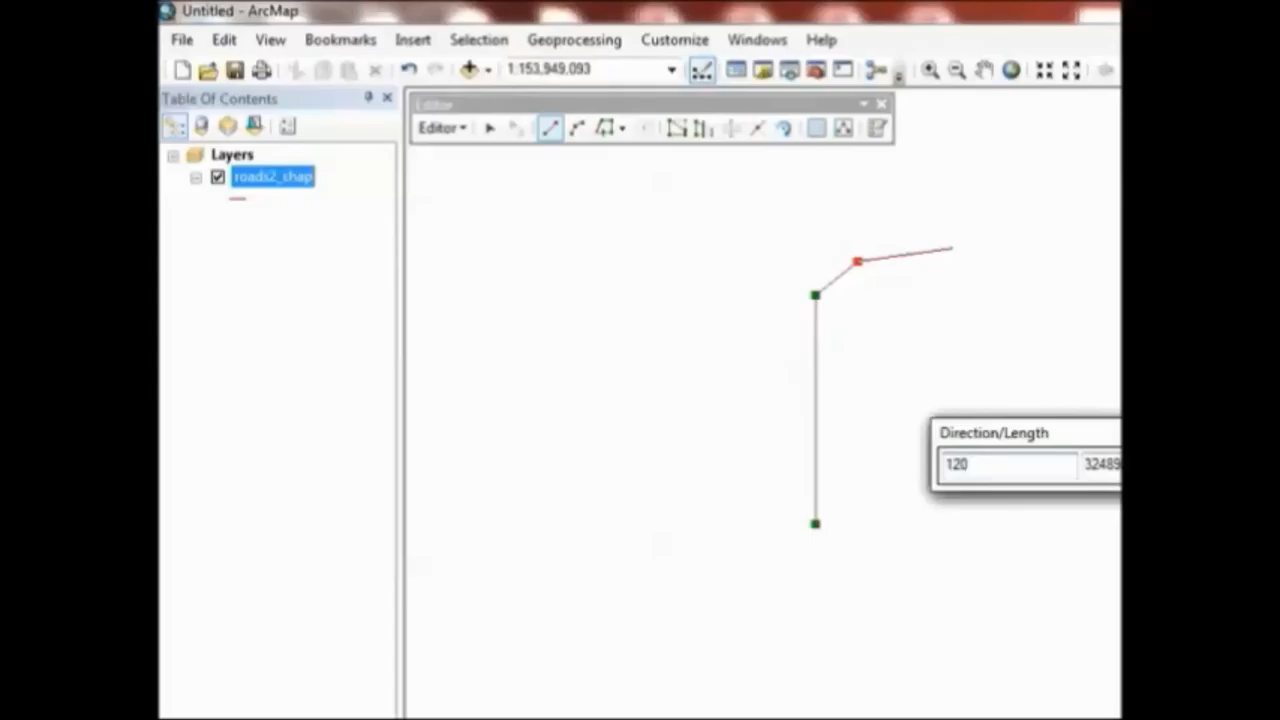 Untitled - ArcMap
File Edit View Bookmarks Insert Selection Geoprocessing Customize Windows Help
1:153,949,093
Table Of Contents
Editor
Editor
Layers
roads2_shap
Direction/Length
120 32489